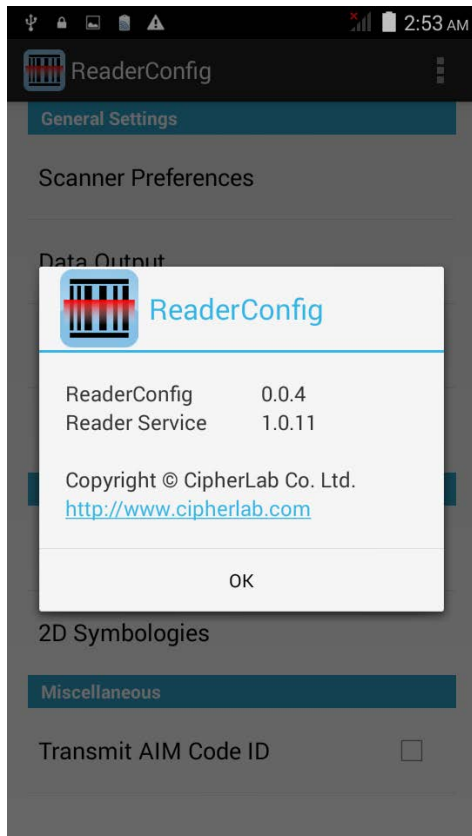 2:53 AM
ReaderConfig
General Settings
Scanner Preferences
Data Output
ReaderConfig
ReaderConfig 0.0.4
Reader Service 1.0.11
Copyright © CipherLab Co. Ltd.
http://www.cipherlab.com
OK
2D Symbologies
Miscellaneous
Transmit AIM Code ID